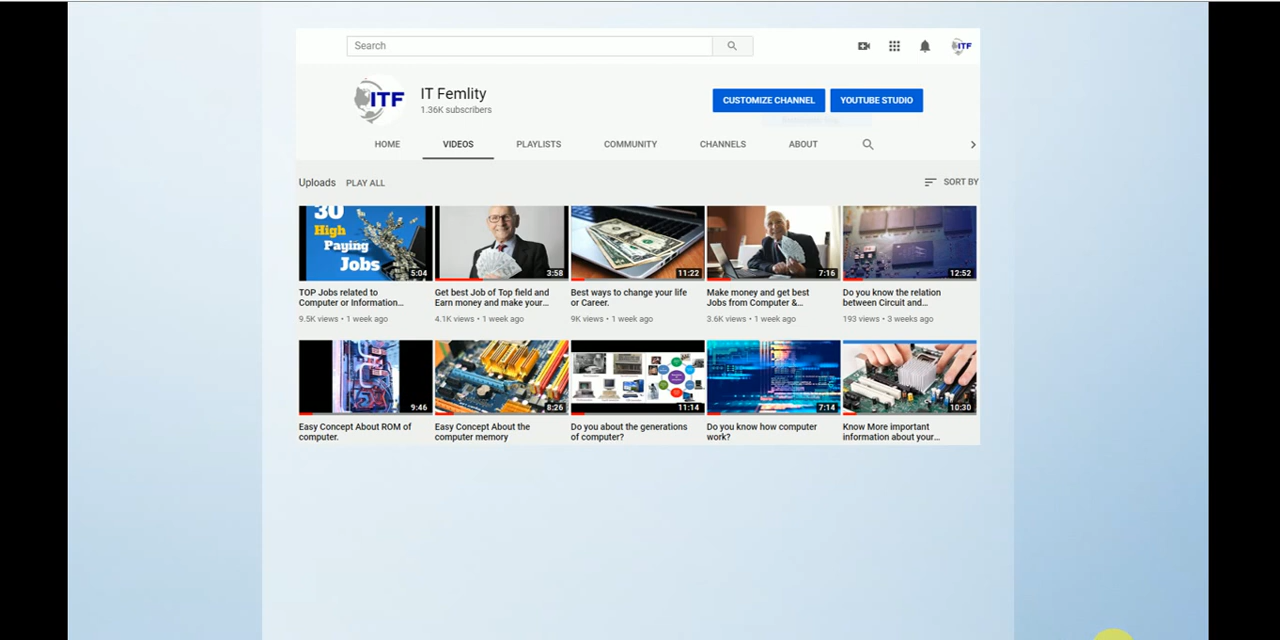 Search
ITF
ITF
IT Femlity
1.36K subscribers
CUSTOMIZE CHANNEL
YOUTUBE STUDIO
HOME
VIDEOS
PLAYLISTS
COMMUNITY
CHANNELS
ABOUT
Uploads
PLAY ALL
SORT BY
30
High
Paying
Jobs
5:04
3:58
11:22
7:16
12:52
TOP Jobs related to
Computer or Information...
9.5K views • 1 week ago
Get best Job of Top field and
Earn money and make your...
4.1K views • 1 week ago
Best ways to change your life
or Career.
9K views • 1 week ago
Make money and get best
Jobs from Computer &...
3.6K views • 1 week ago
Do you know the relation
between Circuit and...
193 views • 3 weeks ago
9:46
8:26
11:14
7:14
10:30
Easy Concept About ROM of
computer.
Easy Concept About the
computer memory
Do you about the generations
of computer?
Do you know how computer
work?
Know More important
information about your...